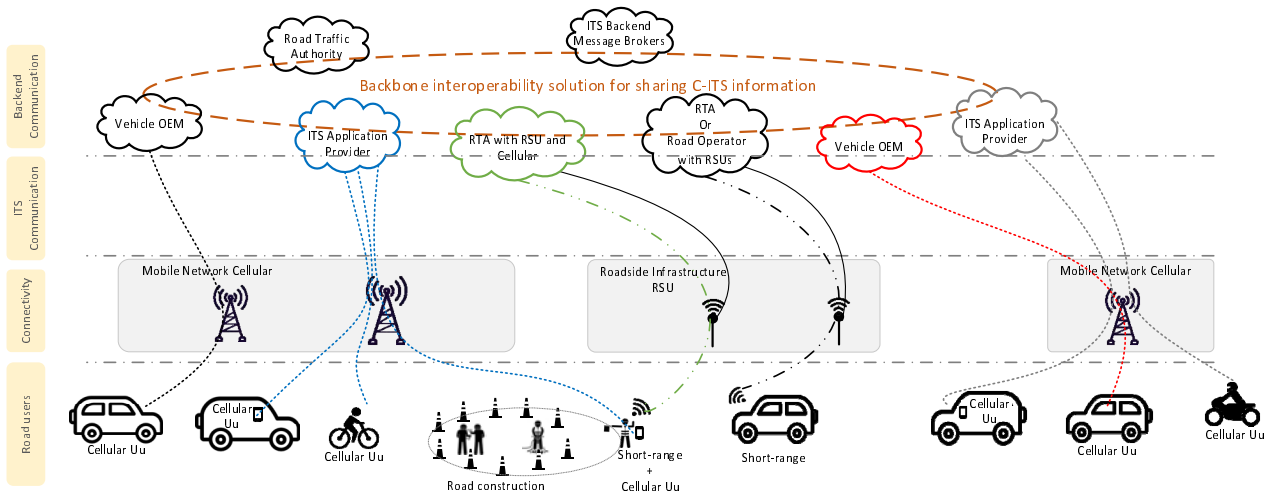 Road Traffic
Authority
ITS Backend
Message Brokers
Backend
Communication
Backbone interoperability solution for sharing C-ITS information
Vehicle OEM
ITS Application
Provider
RTA with RSU and
Cellular
RTA
Or
Road Operator
with RSUs
Vehicle OEM
ITS Application
Provider
ITS
Communication
Connectivity
Mobile Network Cellular
Roadside Infrastructure
RSU
Mobile Network Cellular
Road users
Cellular Uu
Cellular
Uu
Cellular Uu
Road construction
Short-range
+
Cellular Uu
Short-range
Cellular
Uu
Cellular Uu
Cellular Uu